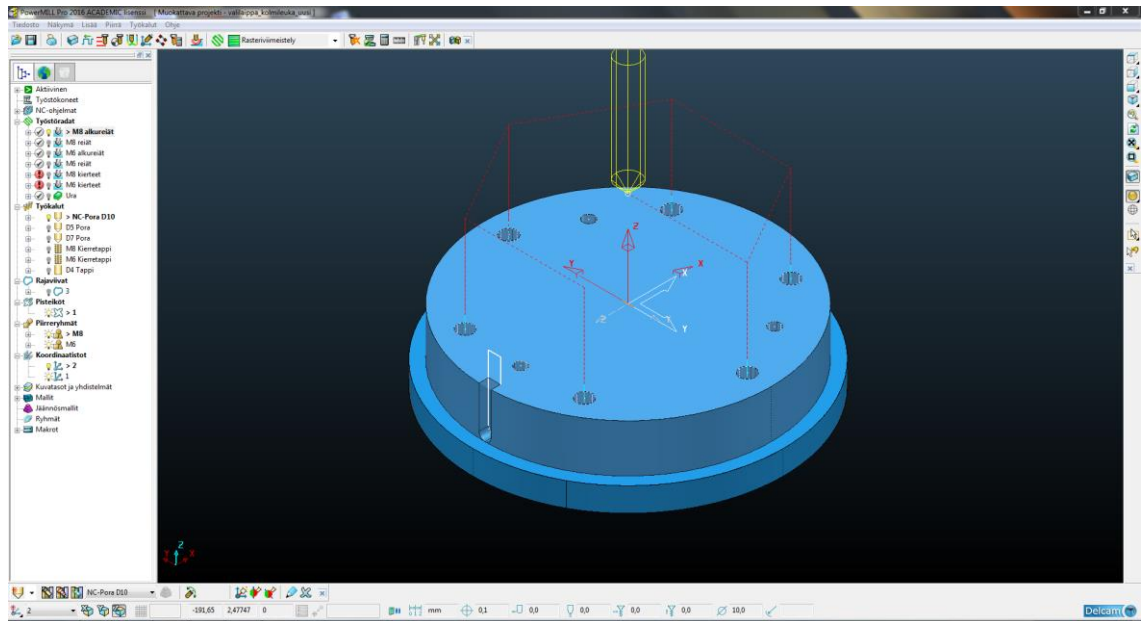 PowerMILL Pro 2016 ACADEMIC lisenssi [ Muokattava projekti - valilaippa_kolmileuka_uusi ]
Tiedosto Näkymä Lisää Piirrä Työkalut Ohje
Rasteriviimeistely
Aktiivinen
Työstökoneet
NC-ohjelmat
Työstöradat
> M8 alkureiät
M8 reiät
M6 alkureiät
M6 reiät
M8 kierteet
M6 kierteet
Ura
Työkalut
> NC-Pora D10
D5 Pora
D7 Pora
M8 Kierretappi
M6 Kierretappi
D4 Tappi
Rajaviivat
3
Pisteiköt
> 1
Piirreryhmät
> M8
M6
Koordinaatistot
> 2
1
Kuvatasot ja yhdistelmät
Mallit
Jäännösmallit
Ryhmät
Makrot
Z
Y X
X
Z Y
Z
Y X
NC-Pora D10
2 -191,65 2,47747 0 mm 0,1 0,0 0,0 0,0 0,0 10,0 Delcam